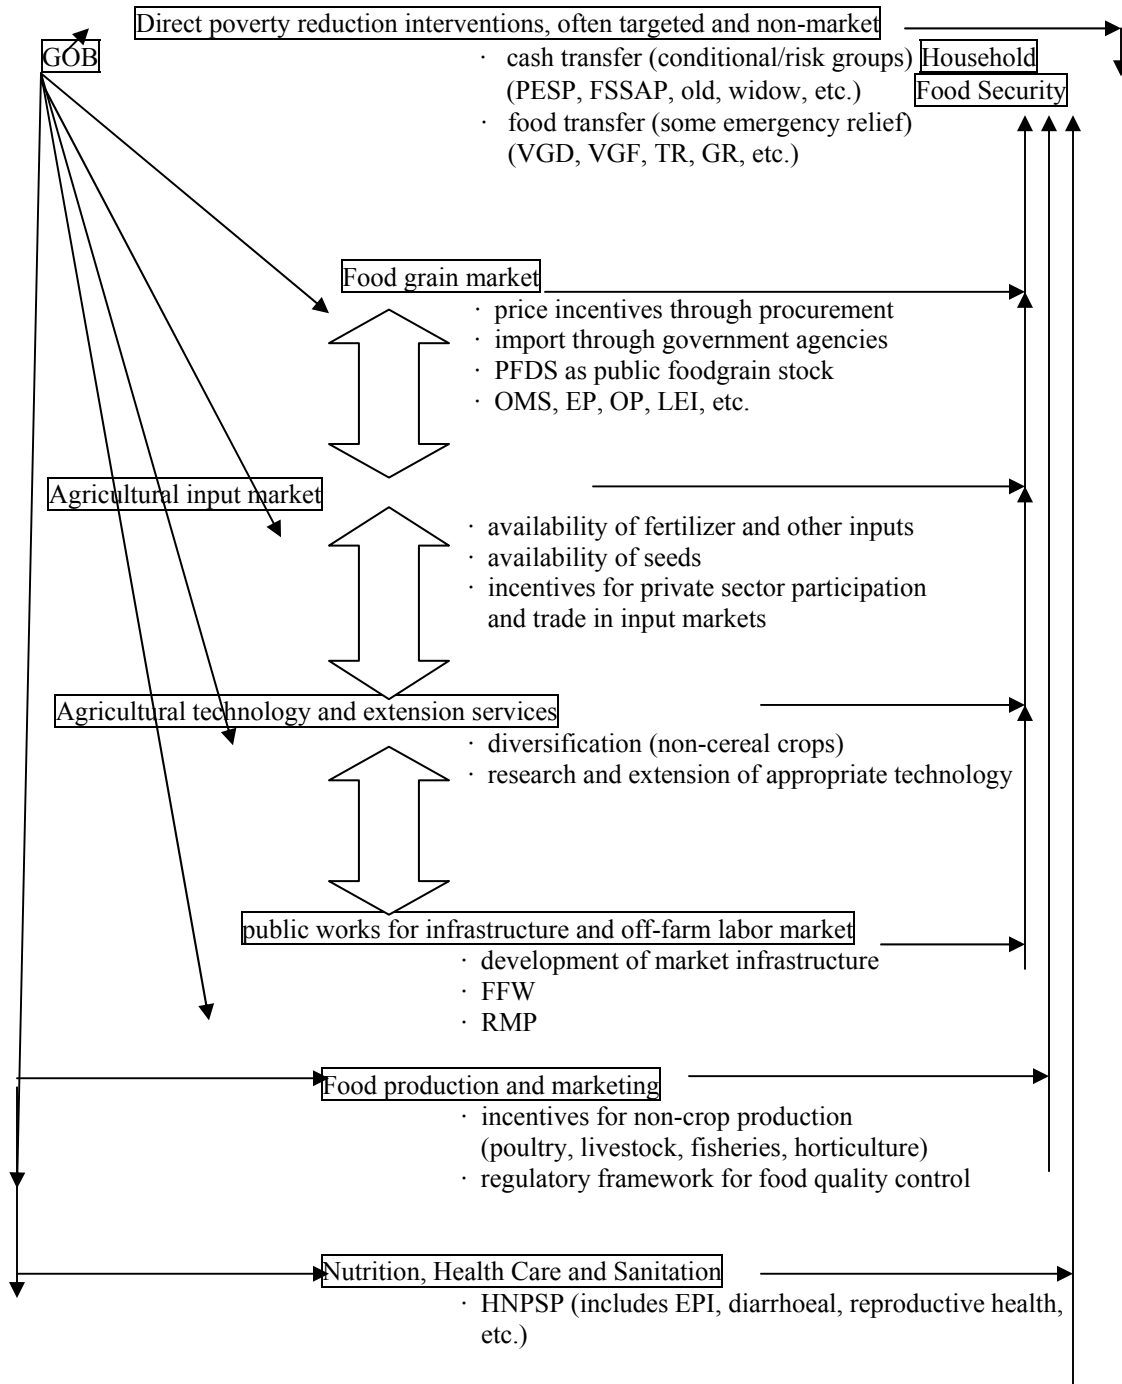 Direct poverty reduction interventions, often targeted and non-market
GOB
· cash transfer (conditional/risk groups)
Household
(PESP, FSSAP, old, widow, etc.)
Food Security
· food transfer (some emergency relief)
(VGD, VGF, TR, GR, etc.)
Food grain market
· price incentives through procurement
· import through government agencies
· PFDS as public foodgrain stock
· OMS, EP, OP, LEI, etc.
Agricultural input market
· availability of fertilizer and other inputs
· availability of seeds
· incentives for private sector participation
and trade in input markets
Agricultural technology and extension services
· diversification (non-cereal crops)
· research and extension of appropriate technology
public works for infrastructure and off-farm labor market
· development of market infrastructure
· FFW
· RMP
Food production and marketing
· incentives for non-crop production
(poultry, livestock, fisheries, horticulture)
· regulatory framework for food quality control
Nutrition, Health Care and Sanitation
· HNPSP (includes EPI, diarrhoeal, reproductive health,
etc.)